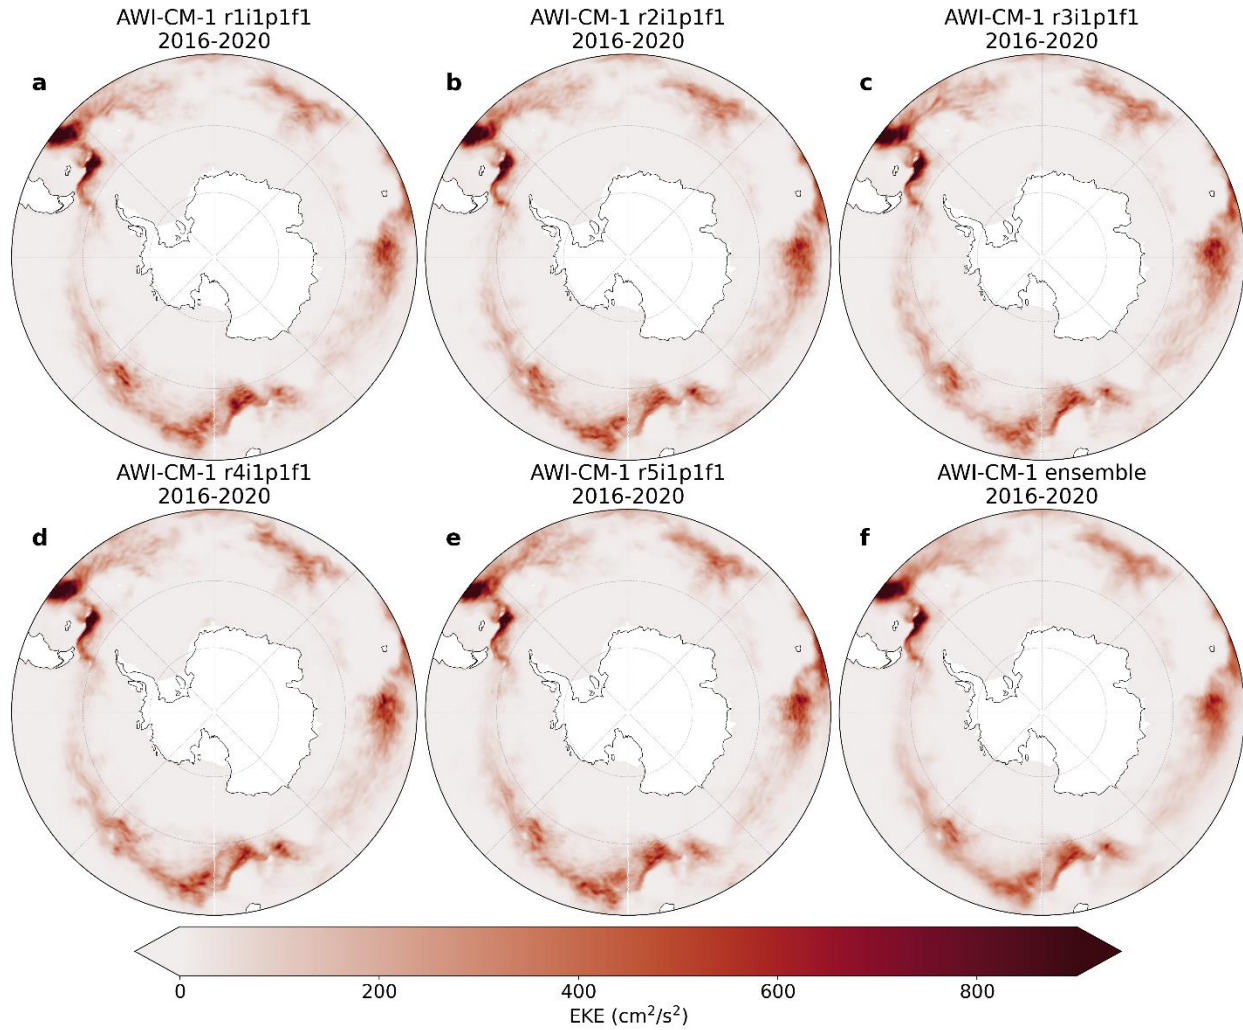 AWI-CM-1 r1i1p1f1
2016-2020
AWI-CM-1 r2i1p1f1
2016-2020
AWI-CM-1 r3i1p1f1
2016-2020
a
b
c
AWI-CM-1 r4i1p1f1
2016-2020
AWI-CM-1 r5i1p1f1
2016-2020
AWI-CM-1 ensemble
2016-2020
d
e
f
0 200 400 600 800
EKE (cm²/s²)